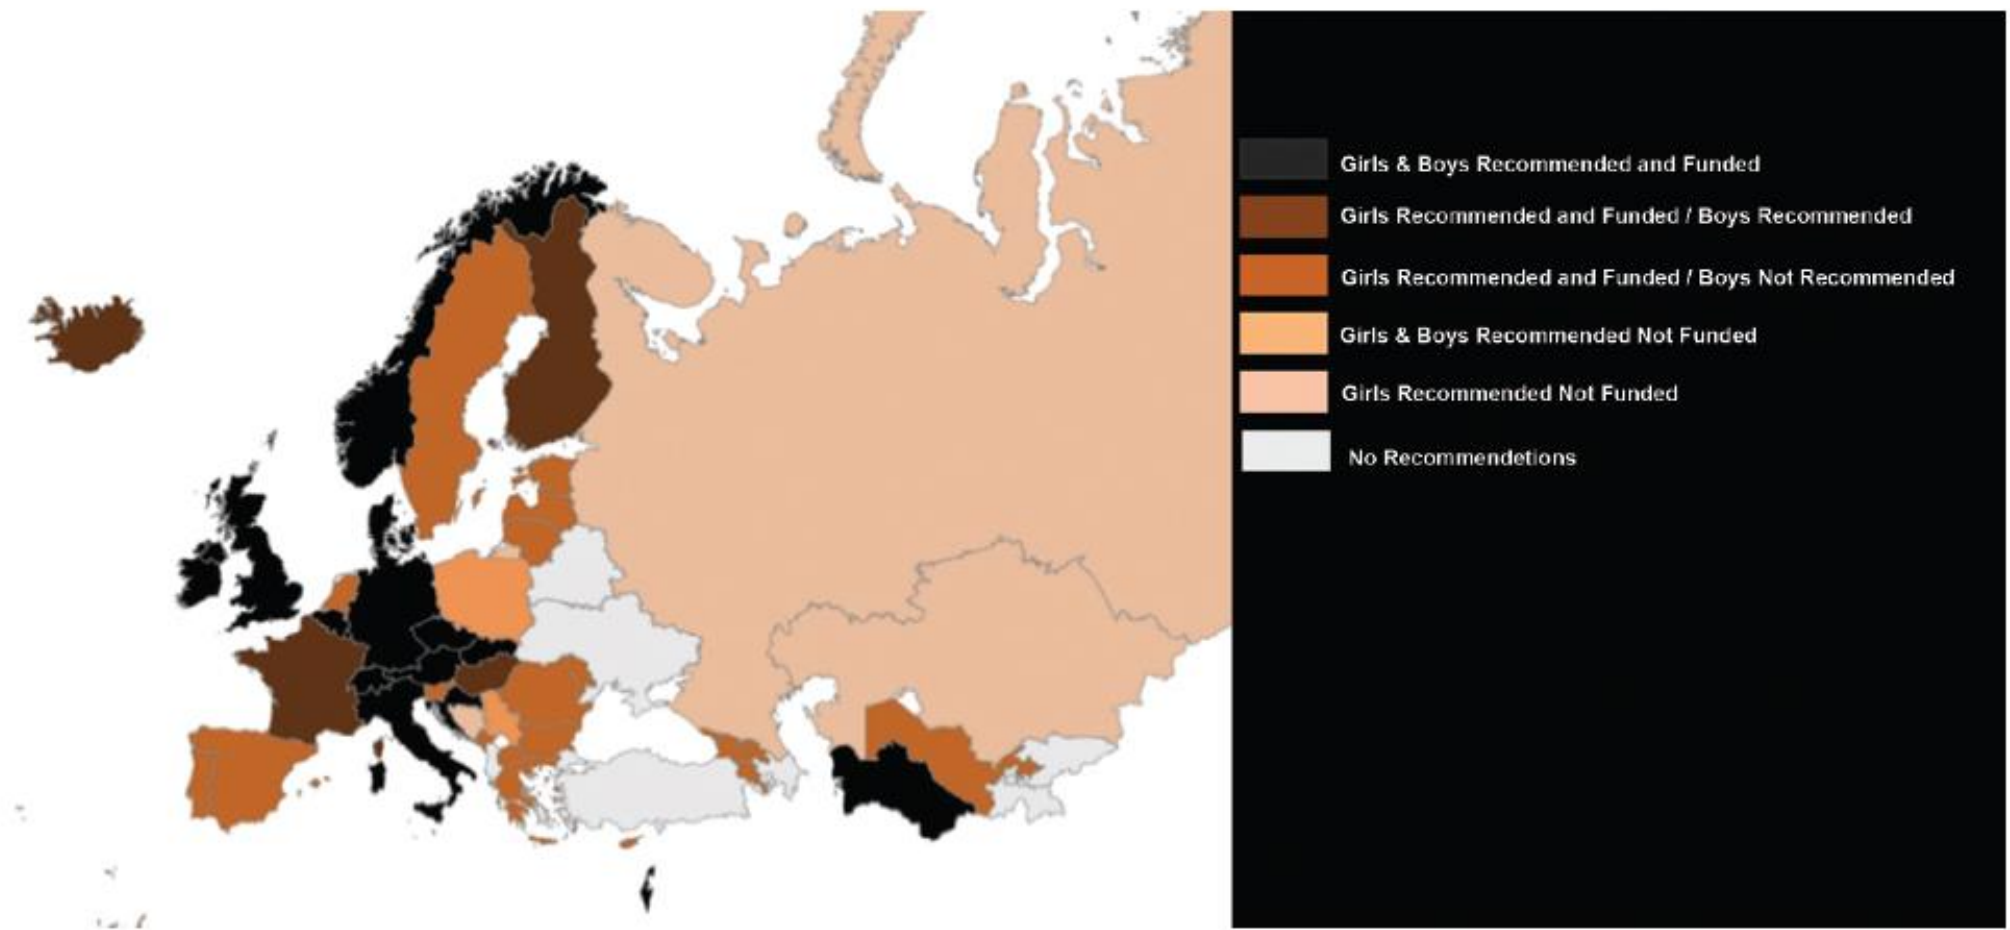 Girls & Boys Recommended and Funded
Girls Recommended and Funded / Boys Recommended
Girls Recommended and Funded / Boys Not Recommended
Girls & Boys Recommended Not Funded
Girls Recommended Not Funded
No Recommendetions